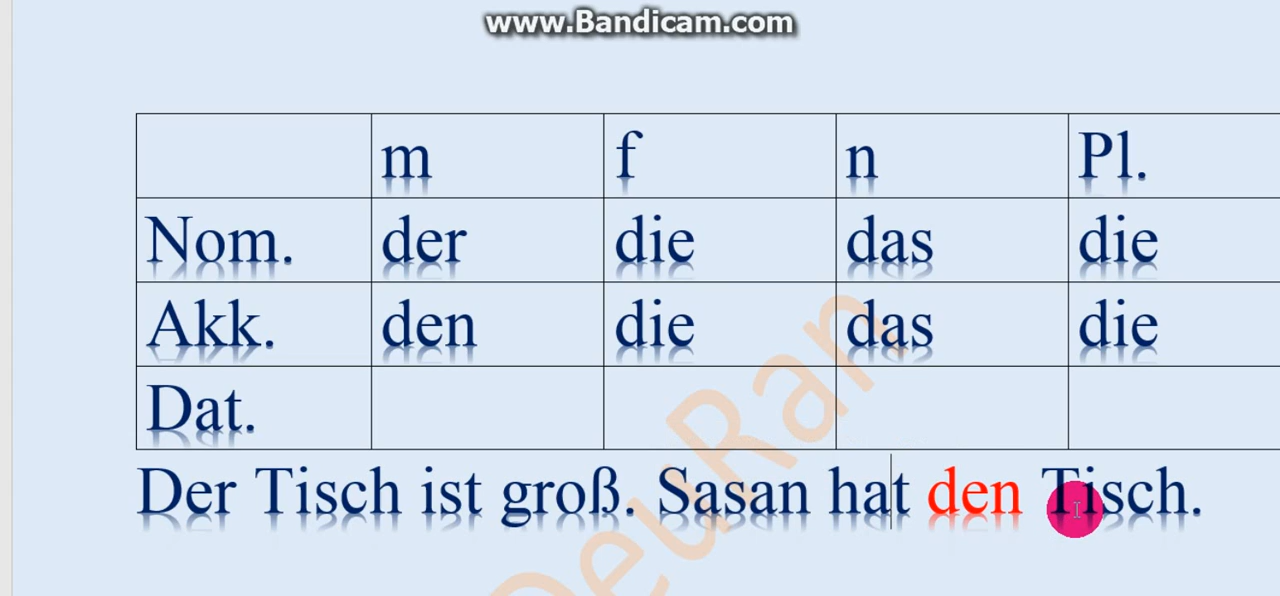 www.Bandicam.com
m f n Pl.
Nom. der die das die
Akk. den die das die
Dat.
Der Tisch ist groß. Sasan hat den Tisch.
DeuRan